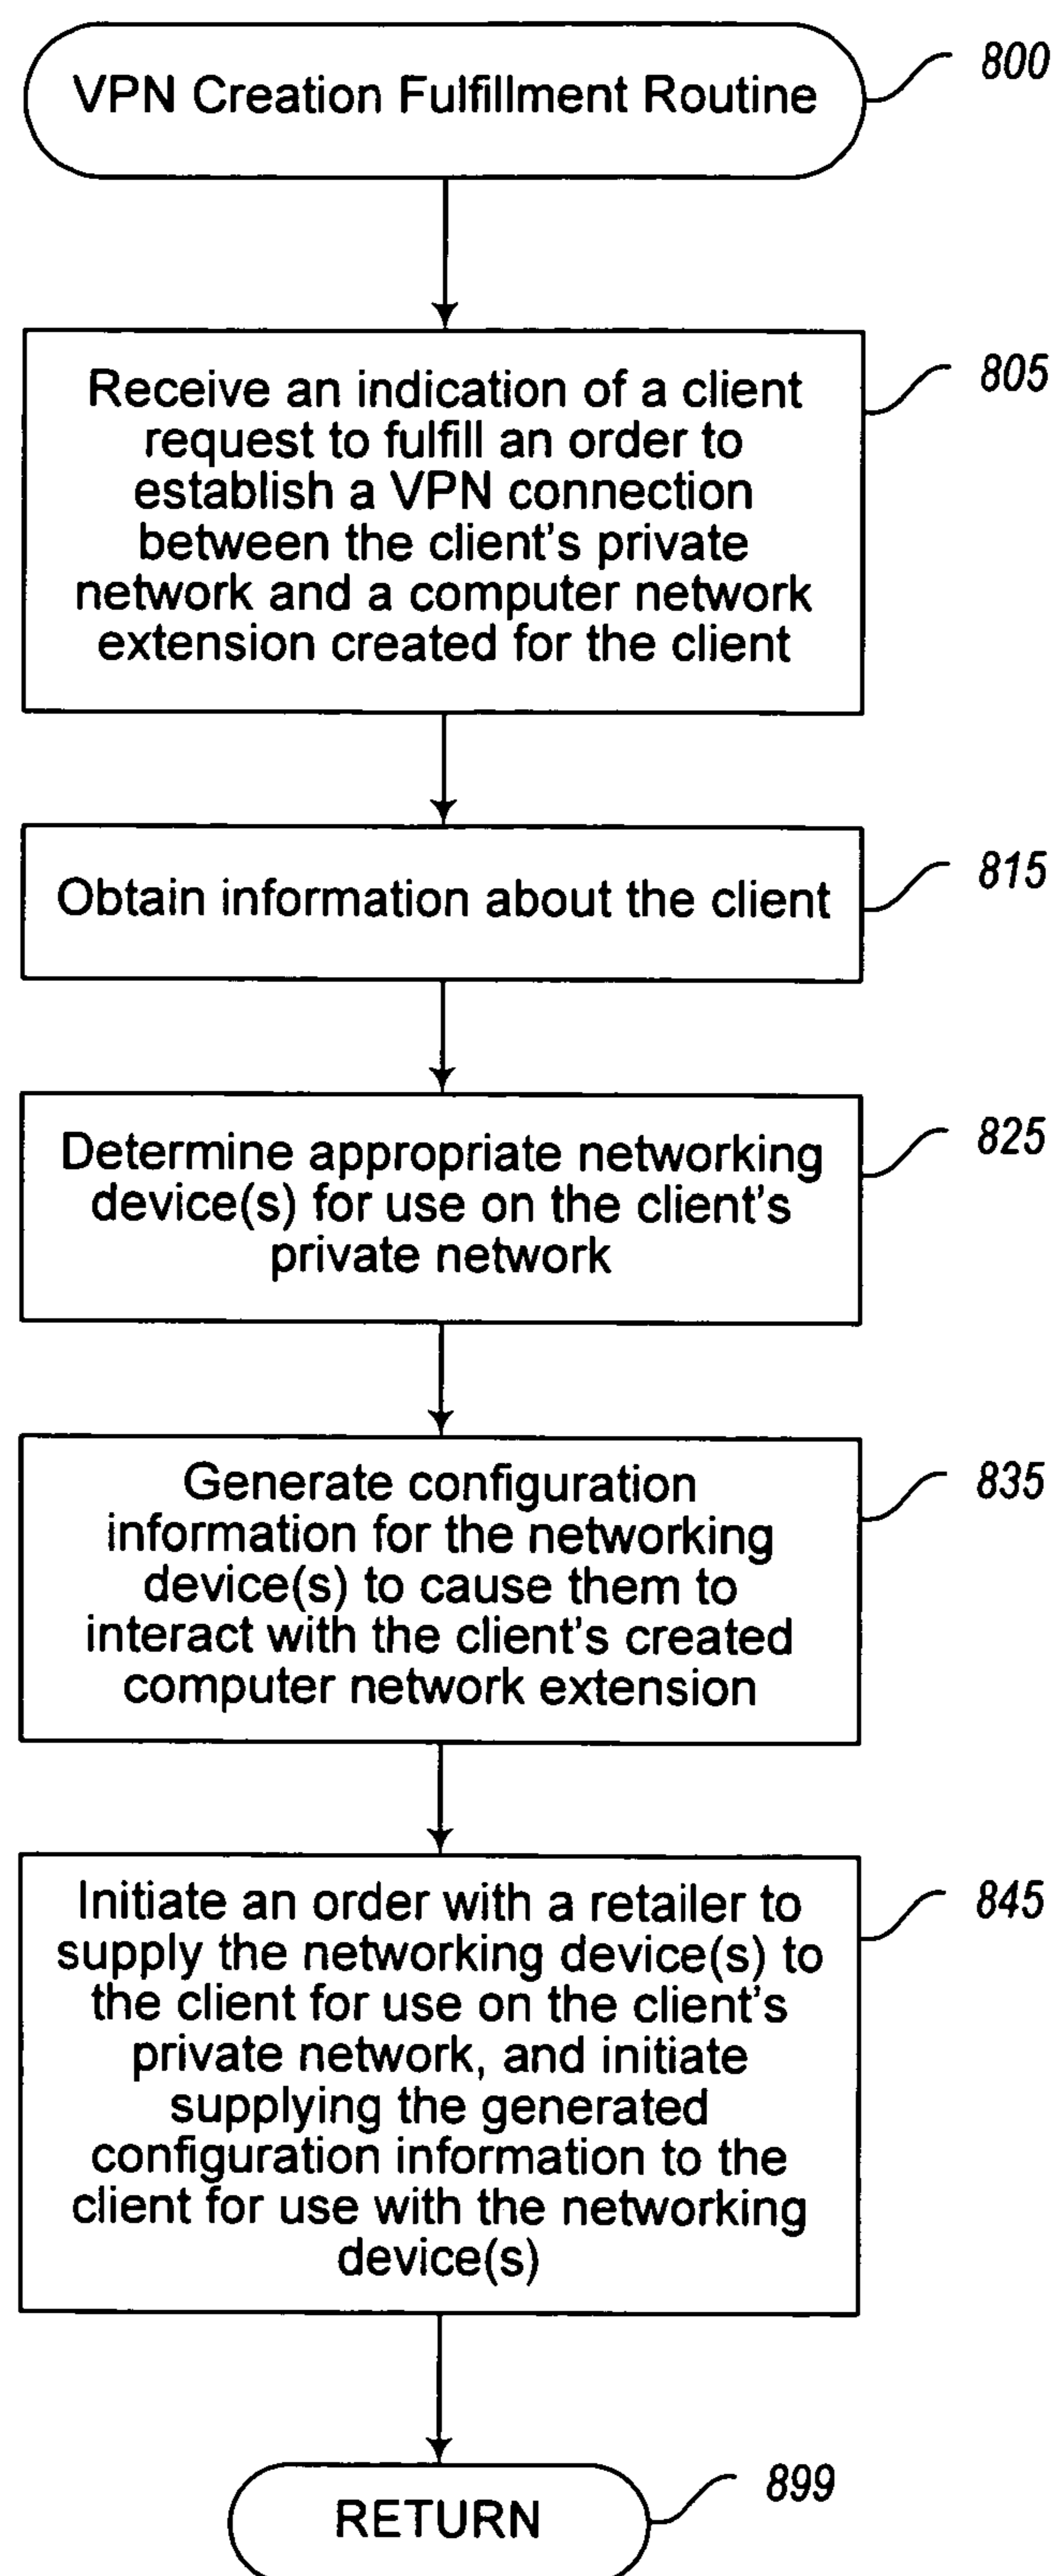 VPN Creation Fulfillment Routine
800
Receive an indication of a client
request to fulfill an order to
establish a VPN connection
between the client's private
network and a computer network
extension created for the client
805
Obtain information about the client
815
Determine appropriate networking
device(s) for use on the client's
private network
825
Generate configuration
information for the networking
device(s) to cause them to
interact with the client's created
computer network extension
835
Initiate an order with a retailer to
supply the networking device(s) to
the client for use on the client's
private network, and initiate
supplying the generated
configuration information to the
client for use with the networking
device(s)
845
RETURN
899